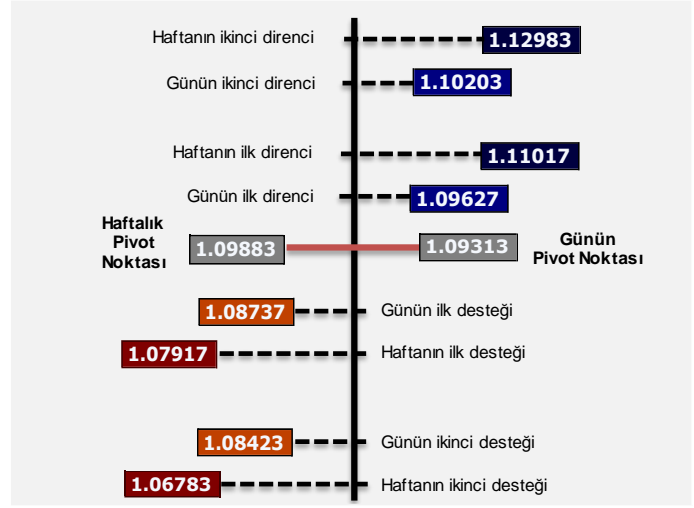 Haftanın ikinci direnci
1.12983
Günün ikinci direnci
1.10203
Haftanın ilk direnci
1.11017
Günün ilk direnci
1.09627
Haftalık
Pivot
Noktası
1.09883
1.09313
Günün
Pivot Noktası
1.08737
Günün ilk desteği
1.07917
Haftanın ilk desteği
1.08423
Günün ikinci desteği
1.06783
Haftanın ikinci desteği